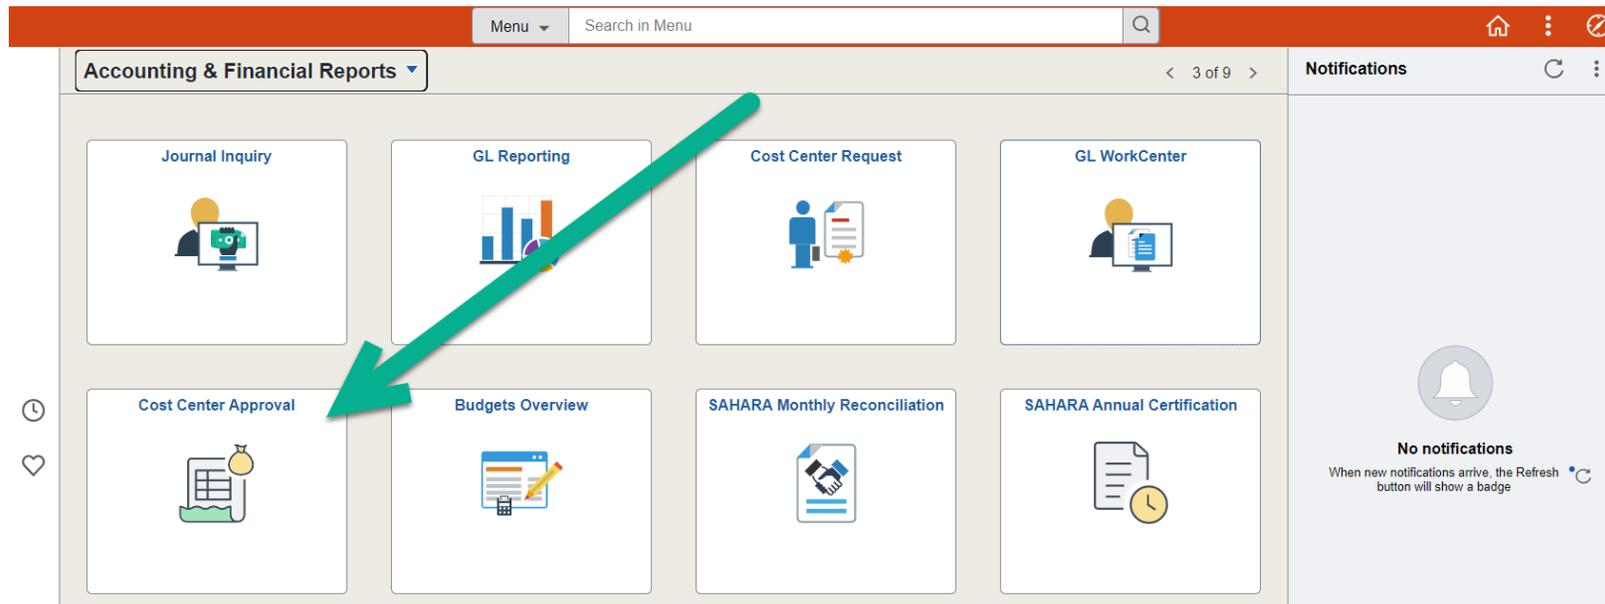 Menu
Search in Menu
Accounting & Financial Reports
3 of 9
Notifications
Journal Inquiry
GL Reporting
Cost Center Request
GL WorkCenter
Cost Center Approval
Budgets Overview
SAHARA Monthly Reconciliation
SAHARA Annual Certification
No notifications
When new notifications arrive, the Refresh
button will show a badge